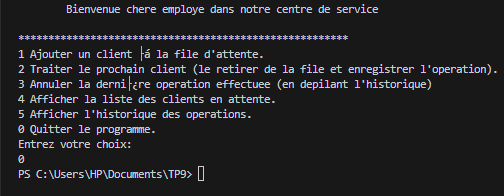 Bienvenue chere employe dans notre centre de service
*******************************************************
1 Ajouter un client ├á la file d'attente.
2 Traiter le prochain client (le retirer de la file et enregistrer l'operation).
3 Annuler la derni├¿re operation effectuee (en depilant l'historique)
4 Afficher la liste des clients en attente.
5 Afficher l'historique des operations.
0 Quitter le programme.
Entrez votre choix:
0
PS C:\Users\HP\Documents\TP9>